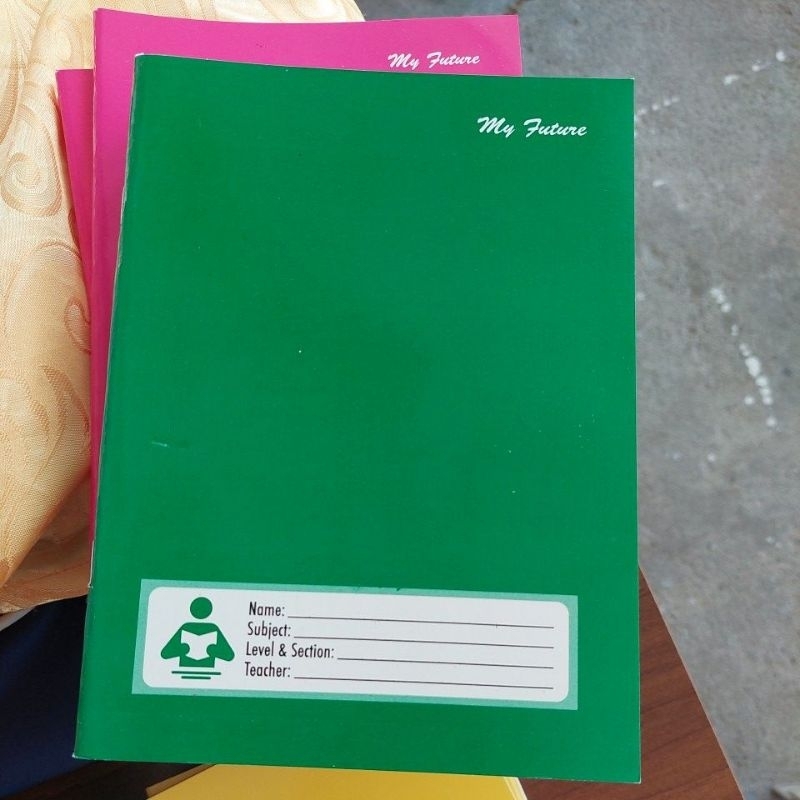 My Future
My Future
Name:
Subject:
Level & Section:
Teacher: